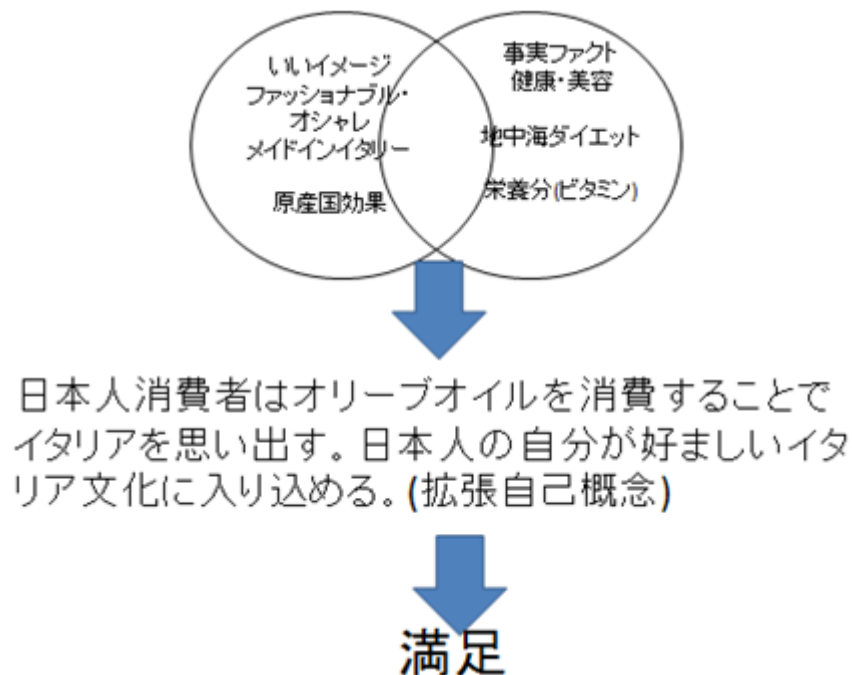 いいイメージ
ファッショナブル・
オシャレ
メイドインイタリー
原産国効果
事実ファクト
健康・美容
地中海ダイエット
栄養分(ビタミン)
日本人消費者はオリーブオイルを消費することで
イタリアを思い出す。日本人の自分が好ましいイタ
リア文化に入り込める。(拡張自己概念)
満足